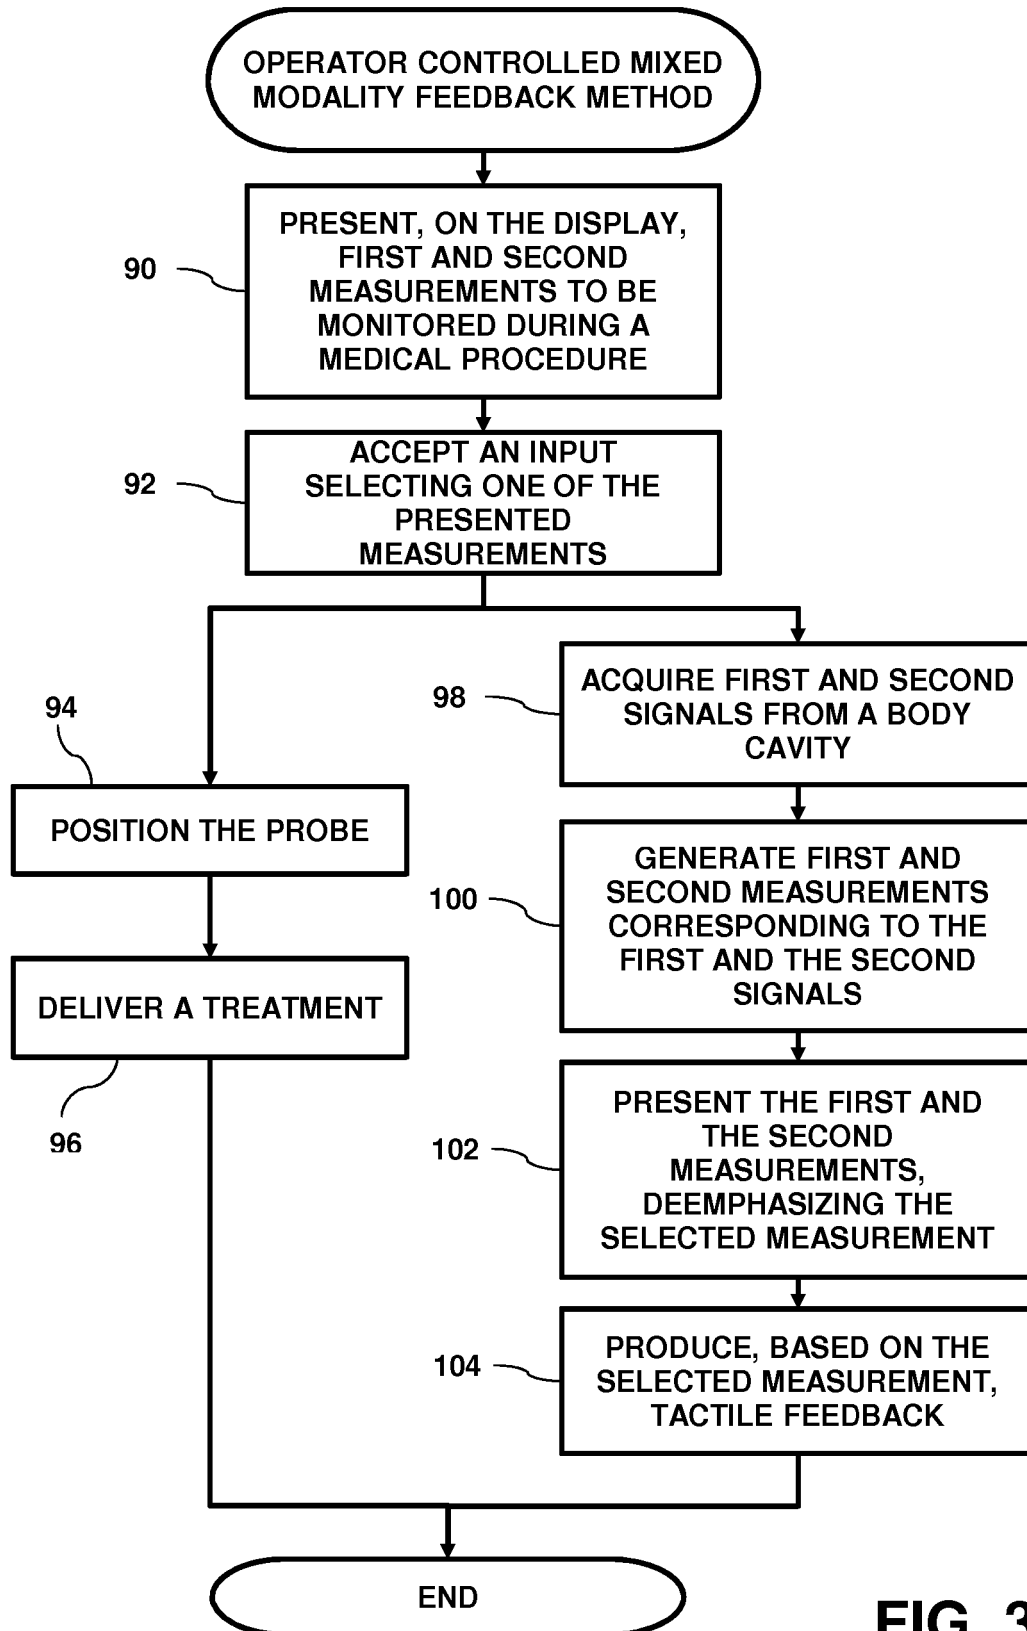 OPERATOR CONTROLLED MIXED
MODALITY FEEDBACK METHOD
90
PRESENT, ON THE DISPLAY,
FIRST AND SECOND
MEASUREMENTS TO BE
MONITORED DURING A
MEDICAL PROCEDURE
92
ACCEPT AN INPUT
SELECTING ONE OF THE
PRESENTED
MEASUREMENTS
94
POSITION THE PROBE
DELIVER A TREATMENT
96
98
ACQUIRE FIRST AND SECOND
SIGNALS FROM A BODY
CAVITY
100
GENERATE FIRST AND
SECOND MEASUREMENTS
CORRESPONDING TO THE
FIRST AND THE SECOND
SIGNALS
102
PRESENT THE FIRST AND
THE SECOND
MEASUREMENTS,
DEEMPHASIZING THE
SELECTED MEASUREMENT
104
PRODUCE, BASED ON THE
SELECTED MEASUREMENT,
TACTILE FEEDBACK
END
FIG. 3